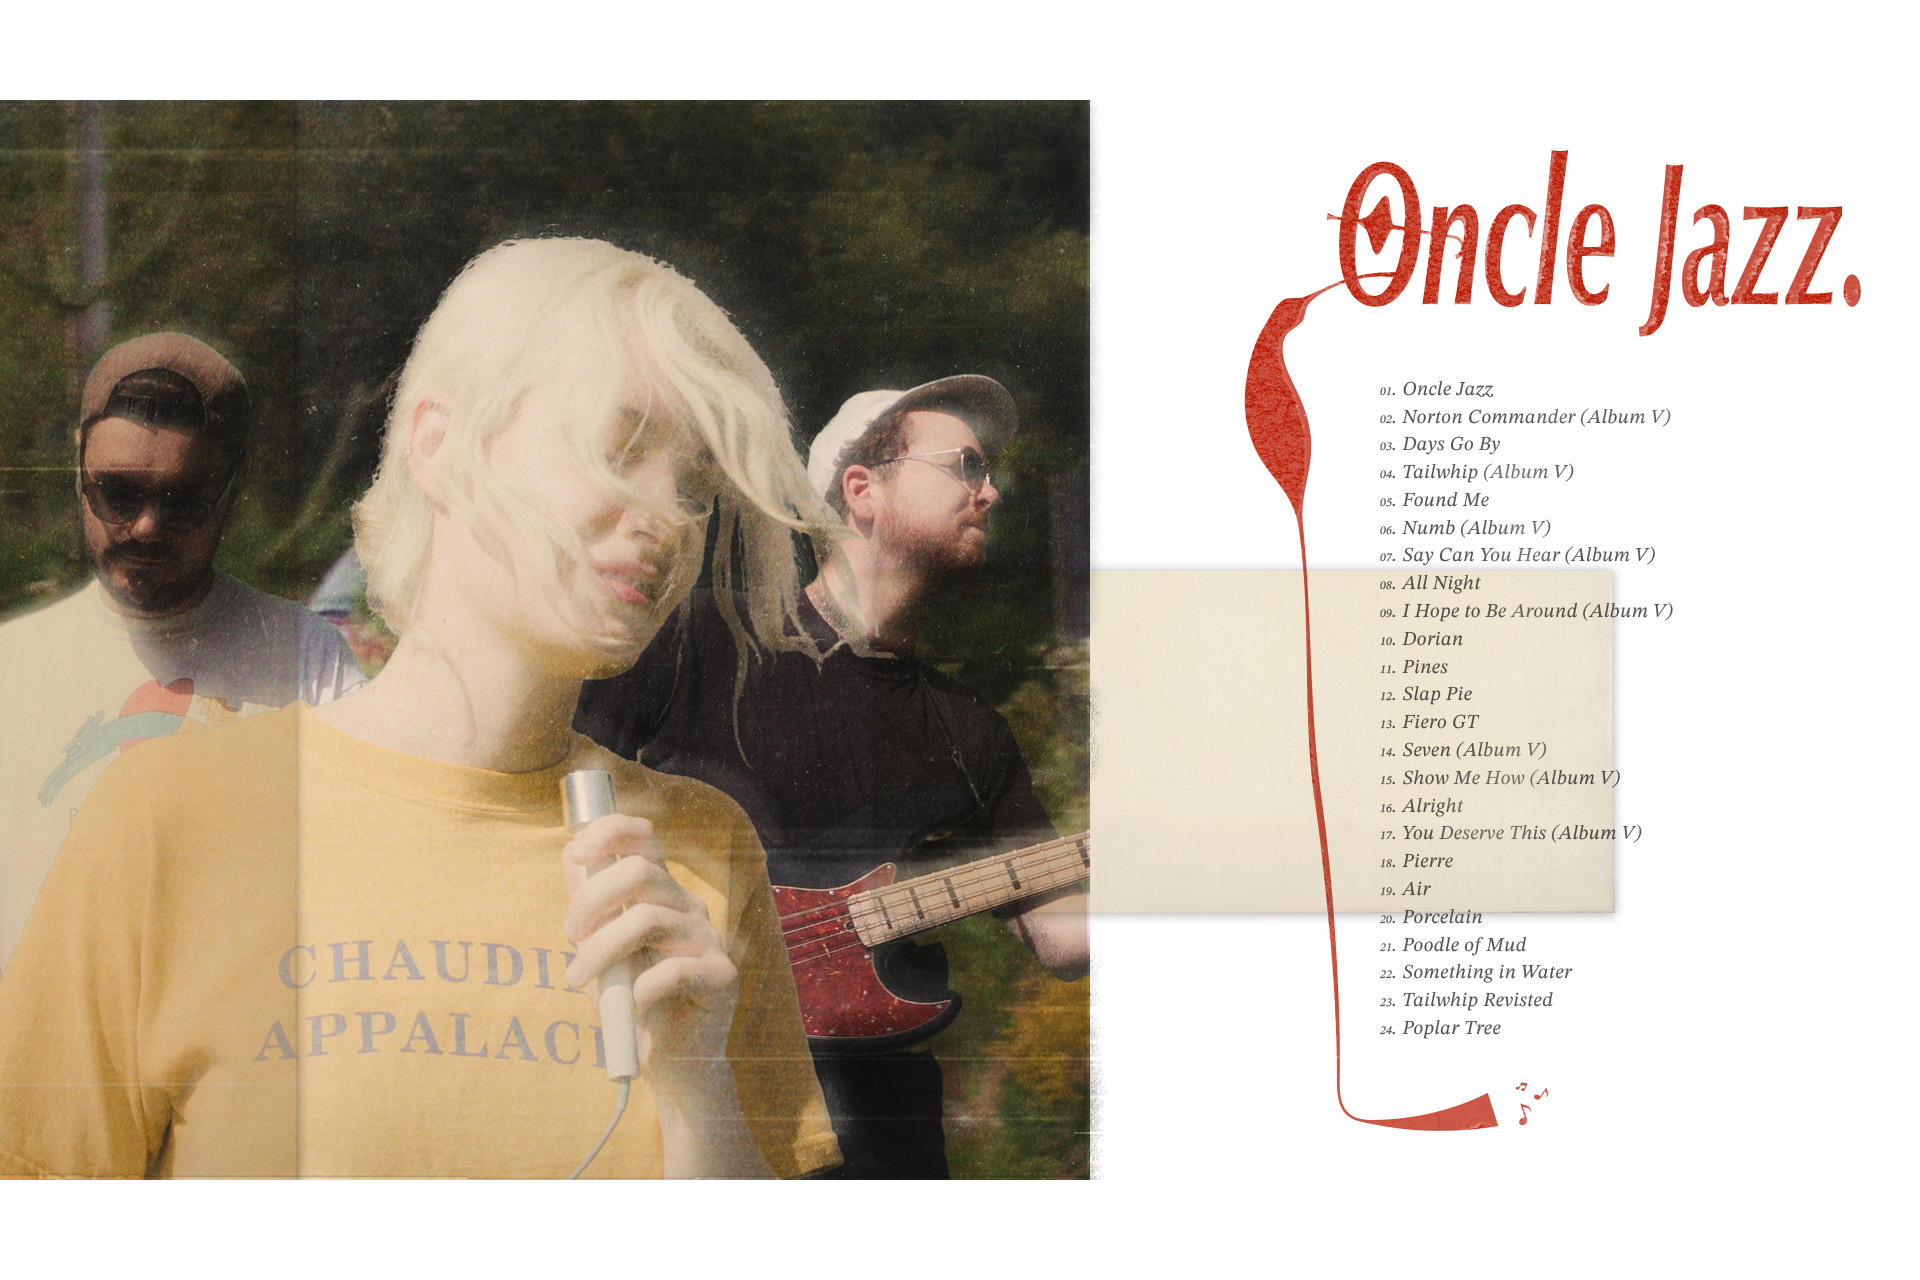 CHAUDI
APPALAC
Oncle Jazz.
01. Oncle Jazz
02. Norton Commander (Album V)
03. Days Go By
04. Tailwhip (Album V)
05. Found Me
06. Numb (Album V)
07. Say Can You Hear (Album V)
08. All Night
09. I Hope to Be Around (Album V)
10. Dorian
11. Pines
12. Slap Pie
13. Fiero GT
14. Seven (Album V)
15. Show Me How (Album V)
16. Alright
17. You Deserve This (Album V)
18. Pierre
19. Air
20. Porcelain
21. Poodle of Mud
22. Something in Water
23. Tailwhip Revisted
24. Poplar Tree